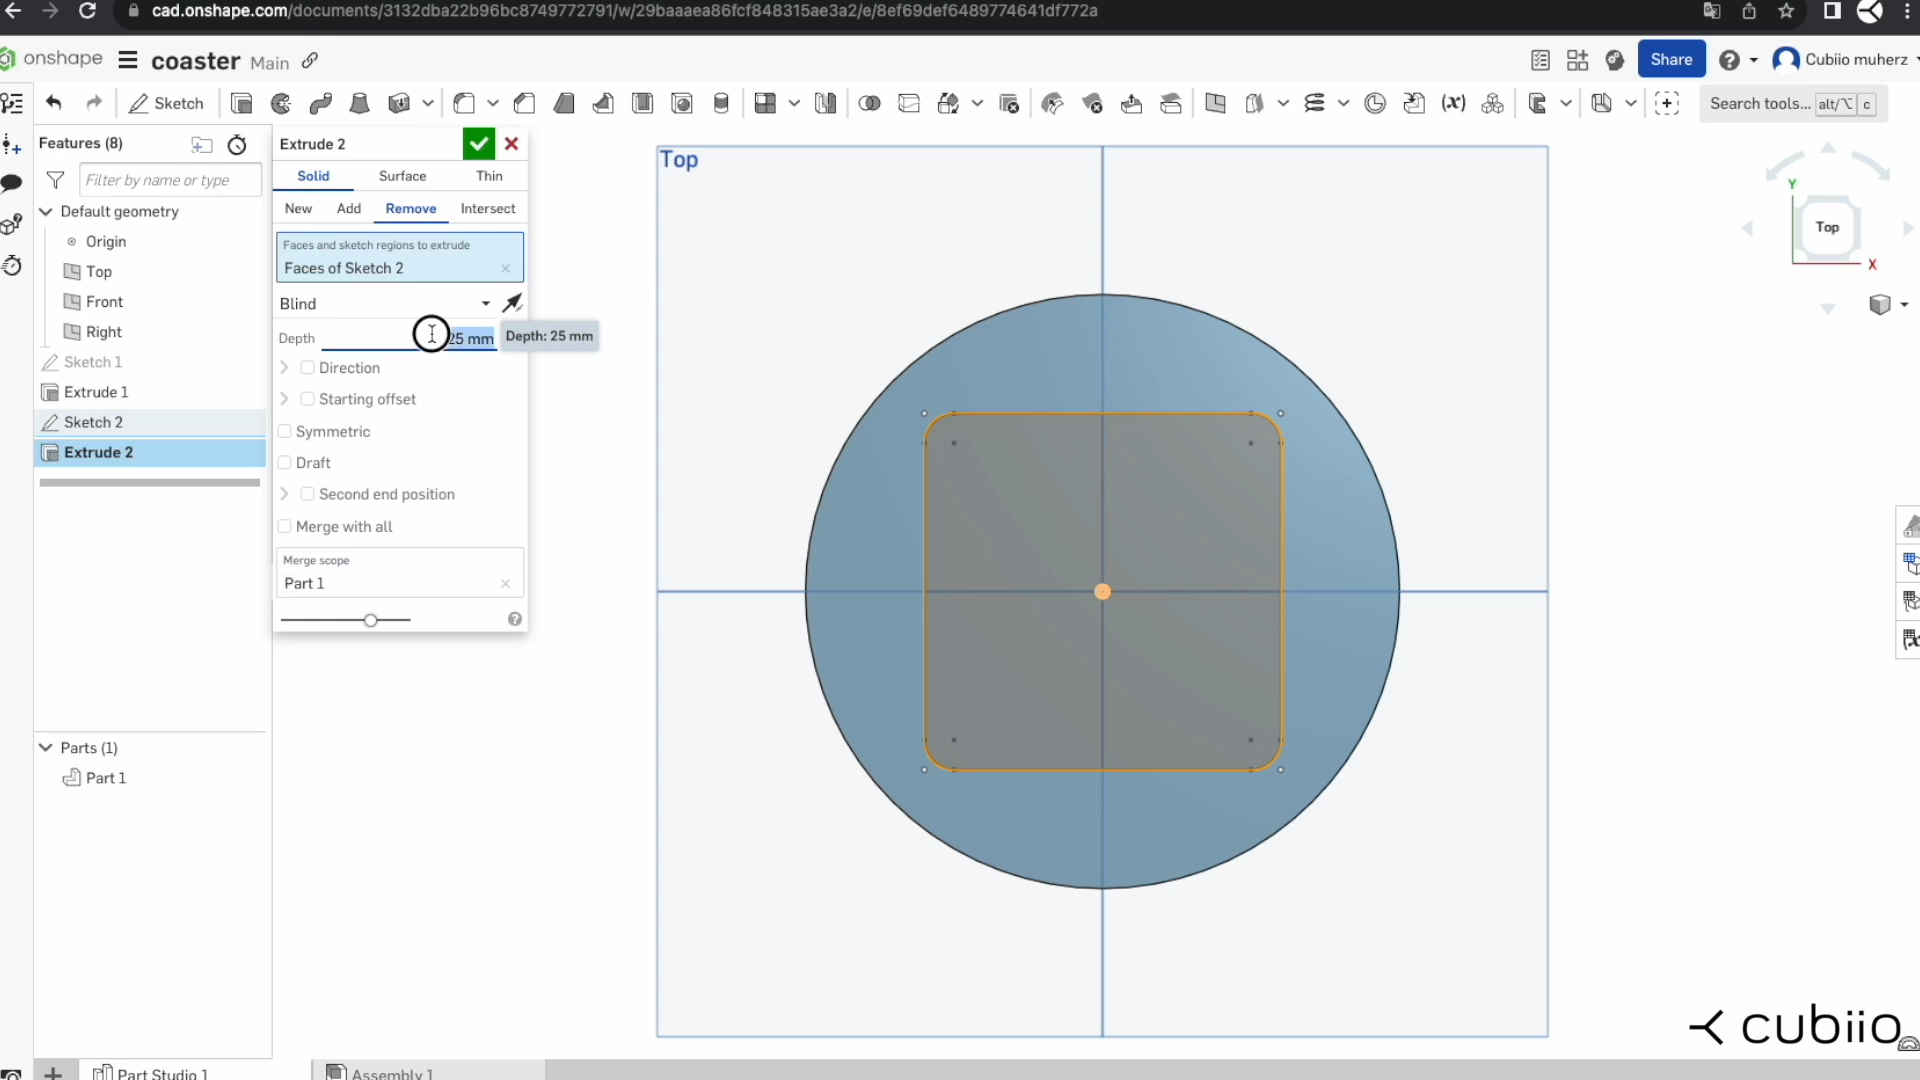 cad.onshape.com/documents/3132dba22b96bc8749772791/w/29baaaea86fcf848315ae3a2/e/8ef69def6489774641df772a
onshape
coaster Main
Share
Cubiio muherz
Sketch
(x)
Search tools... alt/⌥ c
Features (8)
Filter by name or type
Default geometry
Origin
Top
Front
Right
Sketch 1
Extrude 1
Sketch 2
Extrude 2
Parts (1)
Part 1
Extrude 2
Solid Surface Thin
New Add Remove Intersect
Faces and sketch regions to extrude
Faces of Sketch 2
Blind
Depth 25 mm
Depth: 25 mm
Direction
Starting offset
Symmetric
Draft
Second end position
Merge with all
Merge scope
Part 1
Top
Y
Top
X
cubiio
Part Studio 1
Assembly 1